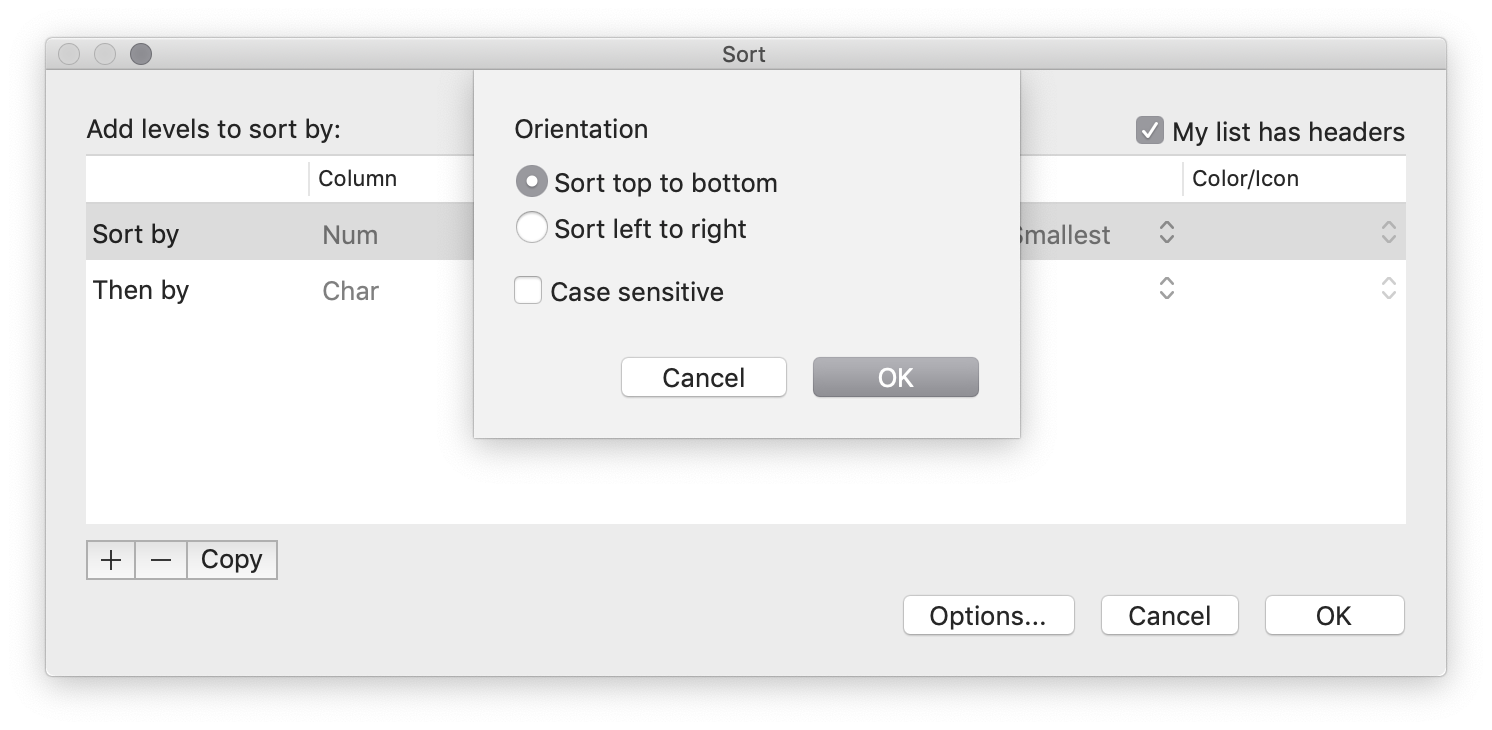 Sort
Add levels to sort by:
My list has headers
Column
Color/Icon
Sort by
Num
Then by
Char
Orientation
Sort top to bottom
Sort left to right
Case sensitive
Cancel
OK
+
−
Copy
Options...
Cancel
OK